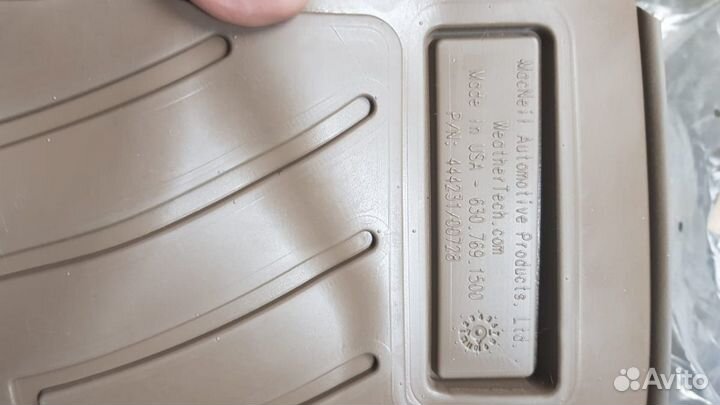 MacNeil Automotive Products, Ltd.
WeatherTech.com
Made in USA - 630.769.1500
P/N: 444231/00728
Avito